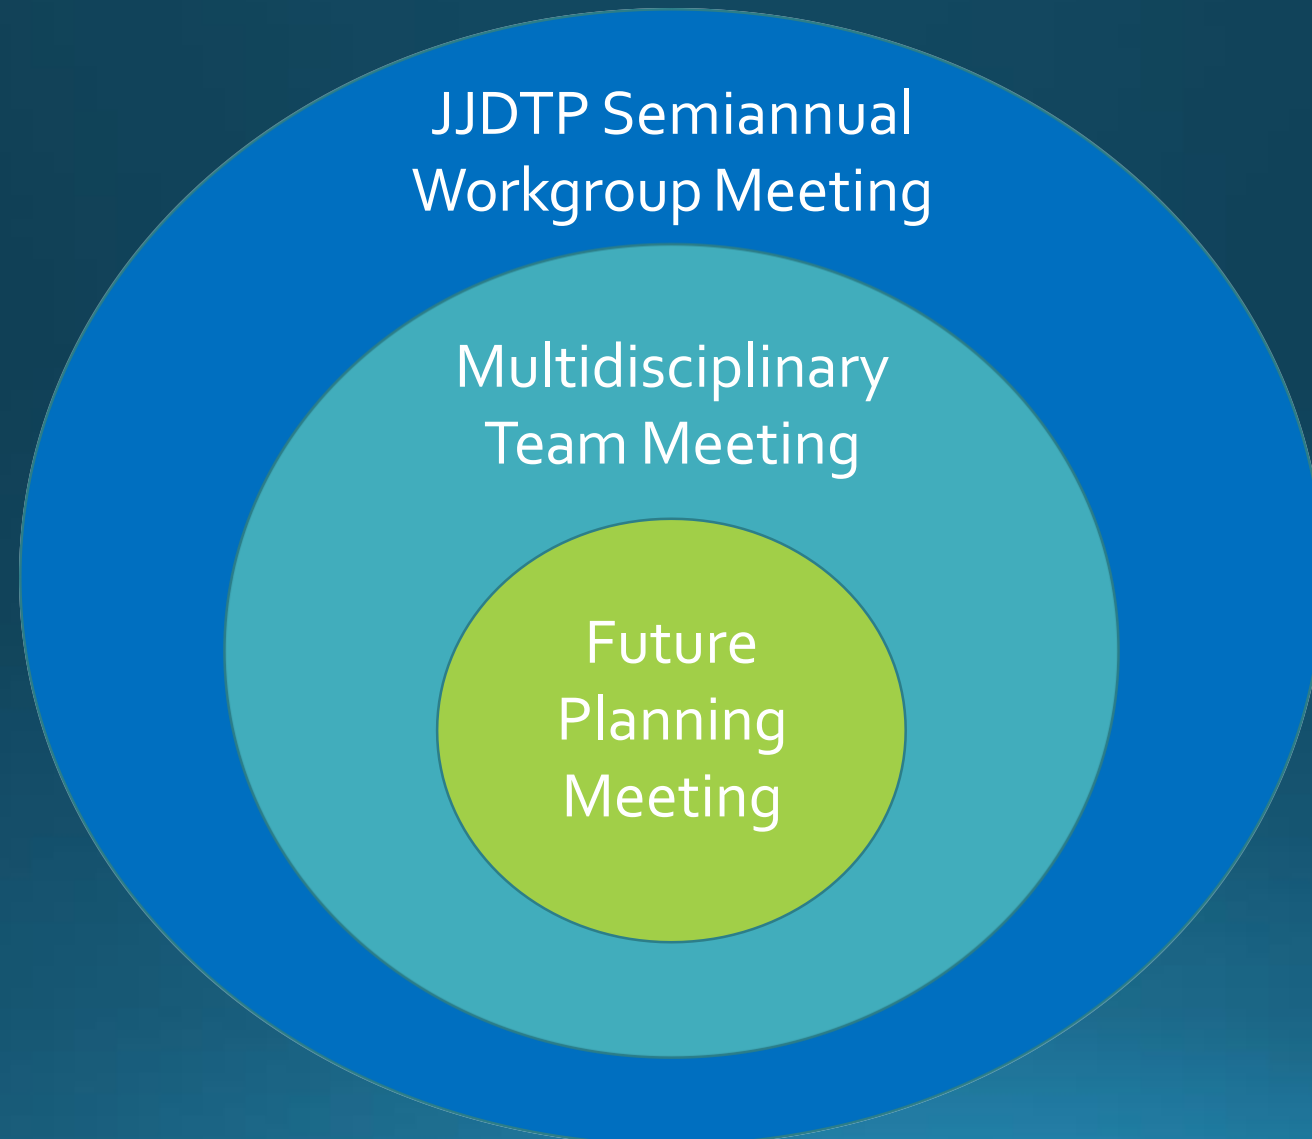 JJDTP Semiannual
Workgroup Meeting
Multidisciplinary
Team Meeting
Future
Planning
Meeting